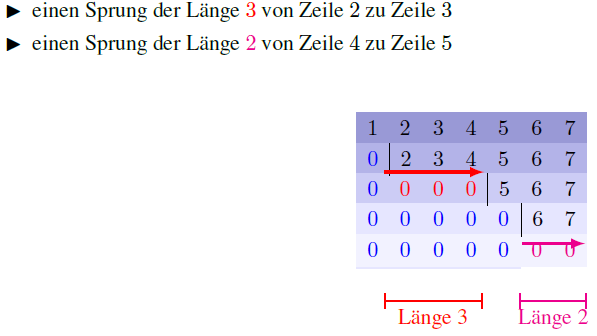 ► einen Sprung der Länge 3 von Zeile 2 zu Zeile 3
► einen Sprung der Länge 2 von Zeile 4 zu Zeile 5
1 2 3 4 5 6 7
0 2 3 4 5 6 7
0 0 0 0 5 6 7
0 0 0 0 0 6 7
0 0 0 0 0 0 0
Länge 3 Länge 2